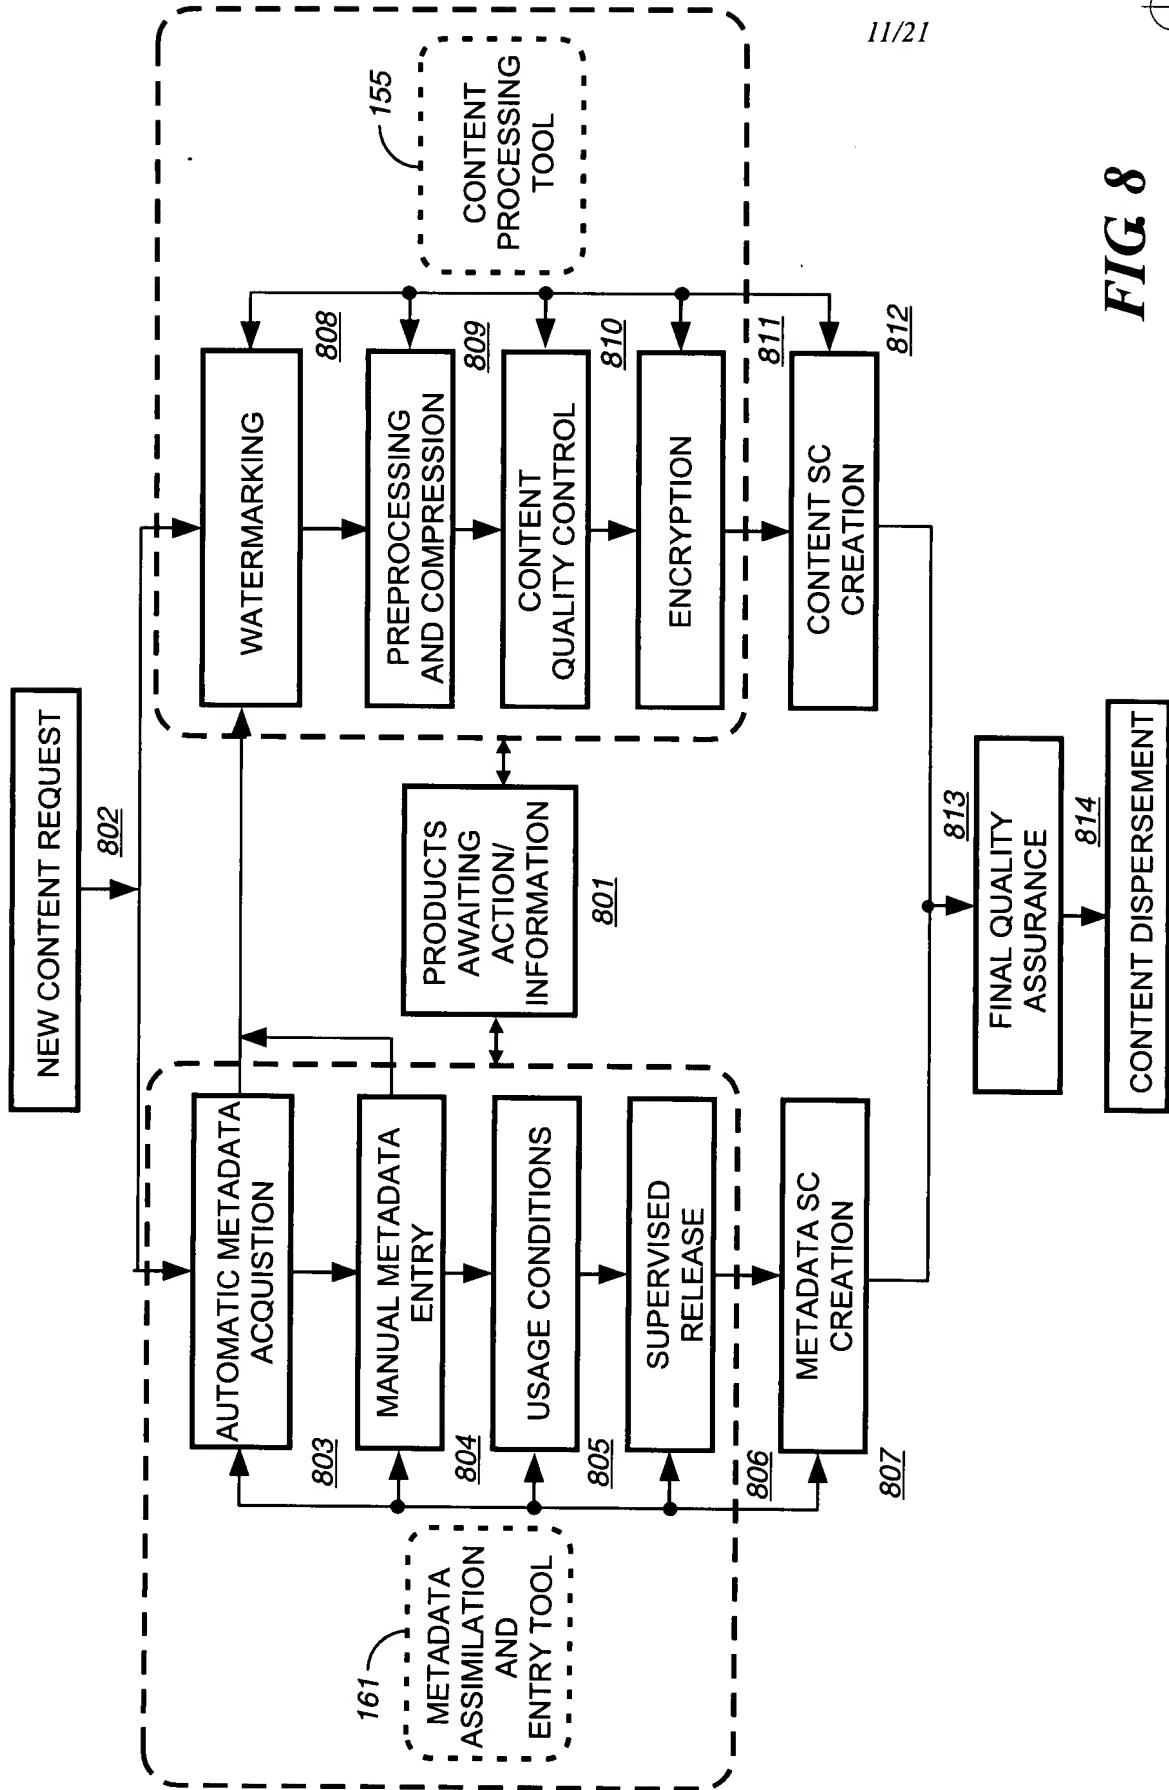 11/21
NEW CONTENT REQUEST
802
161
METADATA
ASSIMILATION AND
ENTRY TOOL
AUTOMATIC METADATA
ACQUISTION
803
MANUAL METADATA
ENTRY
804
USAGE CONDITIONS
805
SUPERVISED
RELEASE
806
METADATA SC
CREATION
807
PRODUCTS
AWAITING
ACTION/
INFORMATION
801
WATERMARKING
808
PREPROCESSING
AND COMPRESSION
809
CONTENT
QUALITY CONTROL
810
ENCRYPTION
811
CONTENT SC
CREATION
812
155
CONTENT
PROCESSING
TOOL
813
FINAL QUALITY
ASSURANCE
814
CONTENT DISPERSEMENT
FIG. 8